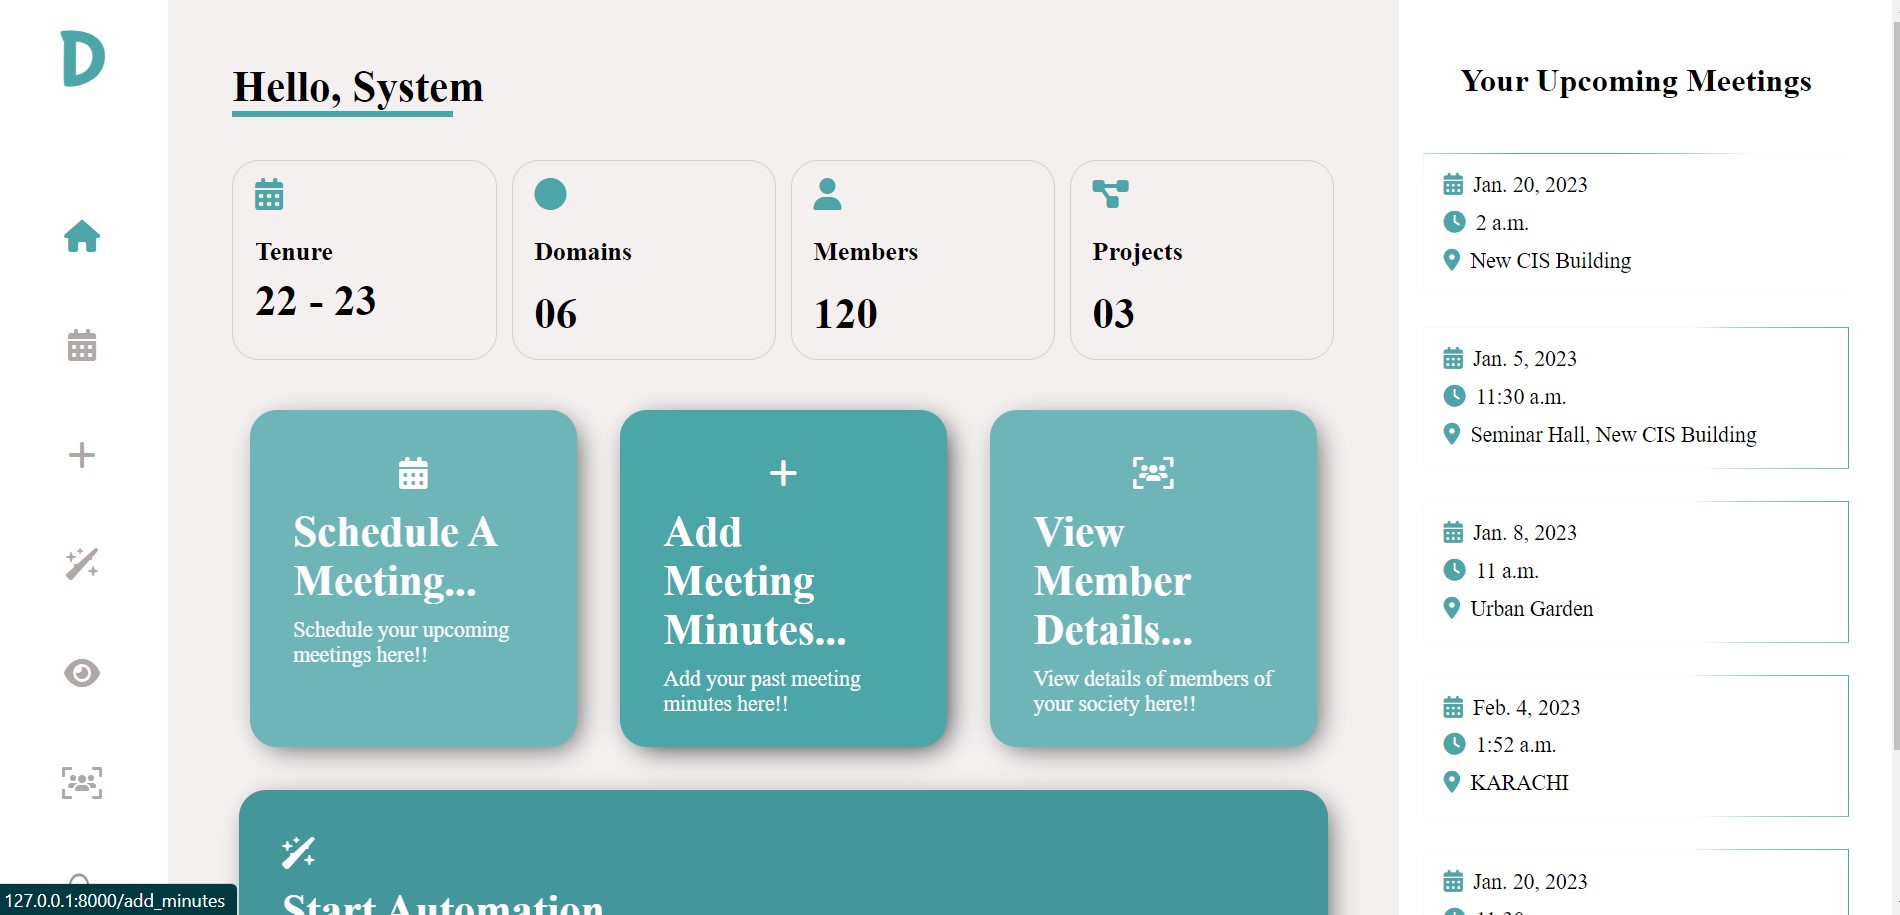 D
Hello, System
Tenure
22 - 23
Domains
06
Members
120
Projects
03
Schedule A
Meeting...
Schedule your upcoming
meetings here!!
Add
Meeting
Minutes...
Add your past meeting
minutes here!!
View
Member
Details...
View details of members of
your society here!!
Start Automation
Your Upcoming Meetings
Jan. 20, 2023
2 a.m.
New CIS Building
Jan. 5, 2023
11:30 a.m.
Seminar Hall, New CIS Building
Jan. 8, 2023
11 a.m.
Urban Garden
Feb. 4, 2023
1:52 a.m.
KARACHI
Jan. 20, 2023
127.0.0.1:8000/add_minutes